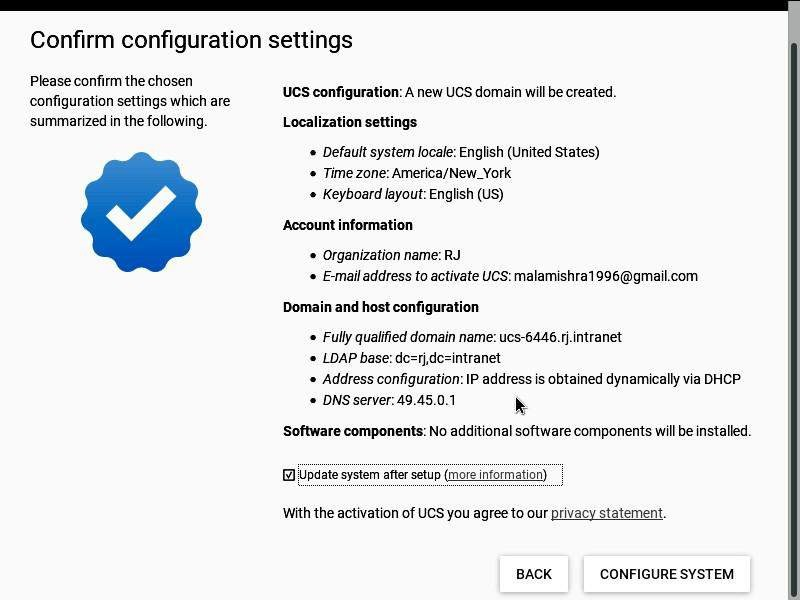 Confirm configuration settings
Please confirm the chosen
configuration settings which are
summarized in the following.
UCS configuration: A new UCS domain will be created.
Localization settings
• Default system locale: English (United States)
• Time zone: America/New_York
• Keyboard layout: English (US)
Account information
• Organization name: RJ
• E-mail address to activate UCS: malamishra1996@gmail.com
Domain and host configuration
• Fully qualified domain name: ucs-6446.rj.intranet
• LDAP base: dc=rj,dc=intranet
• Address configuration: IP address is obtained dynamically via DHCP
• DNS server: 49.45.0.1
Software components: No additional software components will be installed.
Update system after setup (more information)
With the activation of UCS you agree to our privacy statement.
BACK CONFIGURE SYSTEM